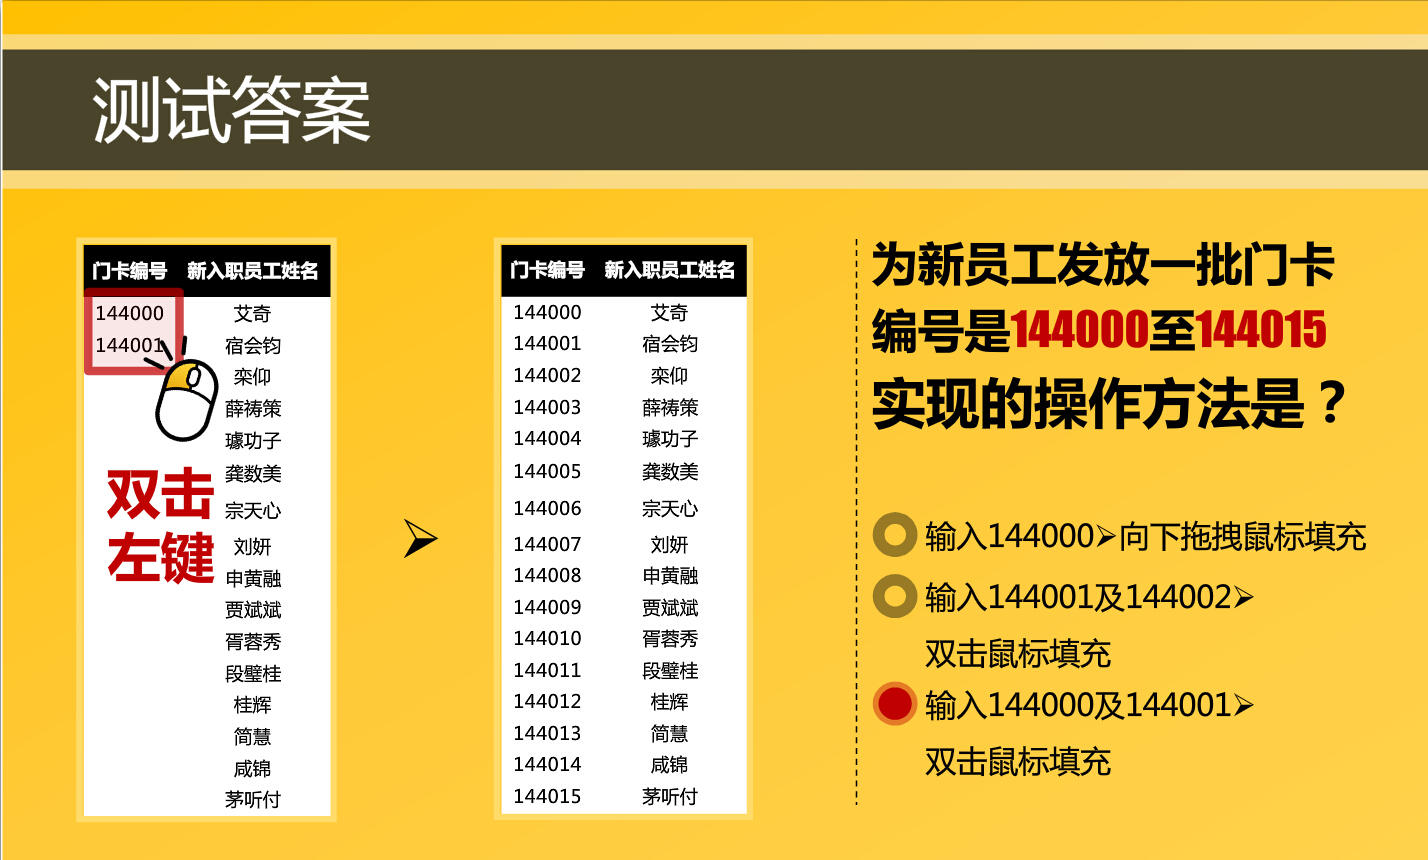 测试答案
门卡编号 新入职员工姓名
144000 艾奇
144001 宿会钧
栾仰
薛祷策
璩功子
龚数美
宗天心
刘妍
申黄融
贾斌斌
胥蓉秀
段璧桂
桂辉
简慧
咸锦
茅听付
双击
左键
➢
门卡编号 新入职员工姓名
144000 艾奇
144001 宿会钧
144002 栾仰
144003 薛祷策
144004 璩功子
144005 龚数美
144006 宗天心
144007 刘妍
144008 申黄融
144009 贾斌斌
144010 胥蓉秀
144011 段璧桂
144012 桂辉
144013 简慧
144014 咸锦
144015 茅听付
为新员工发放一批门卡
编号是144000至144015
实现的操作方法是？
输入144000➢向下拖拽鼠标填充
输入144001及144002➢
双击鼠标填充
输入144000及144001➢
双击鼠标填充